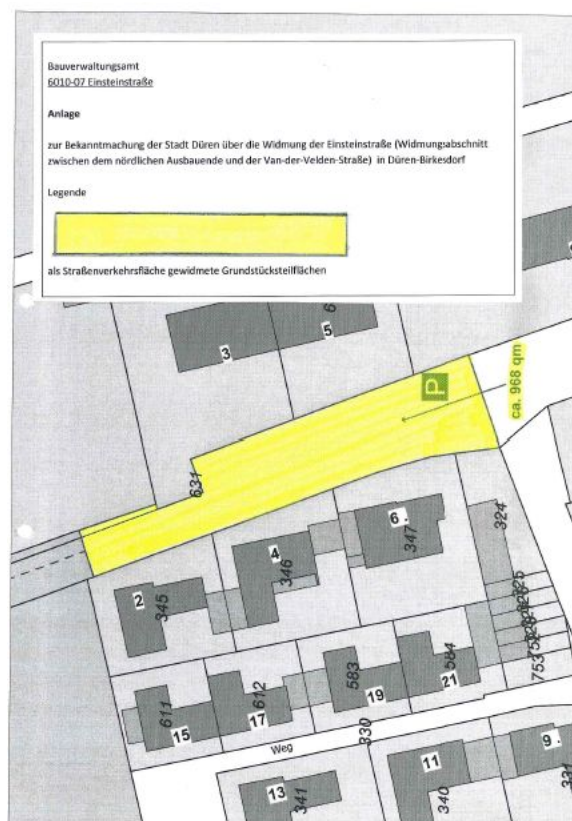 Bauverwaltungsamt
6010-07 Einsteinstraße
Anlage
zur Bekanntmachung der Stadt Düren über die Widmung der Einsteinstraße (Widmungsabschnitt
zwischen dem nördlichen Ausbauende und der Van-der-Velden-Straße) in Düren-Birkesdorf
Legende
als Straßenverkehrsfläche gewidmete Grundstücksteilflächen
3
5
P
ca. 968 qm
631
6
347
324
4
346
2
345
584
21
583
19
612
17
611
15
753
330
Weg
11
340
9
331
13
341